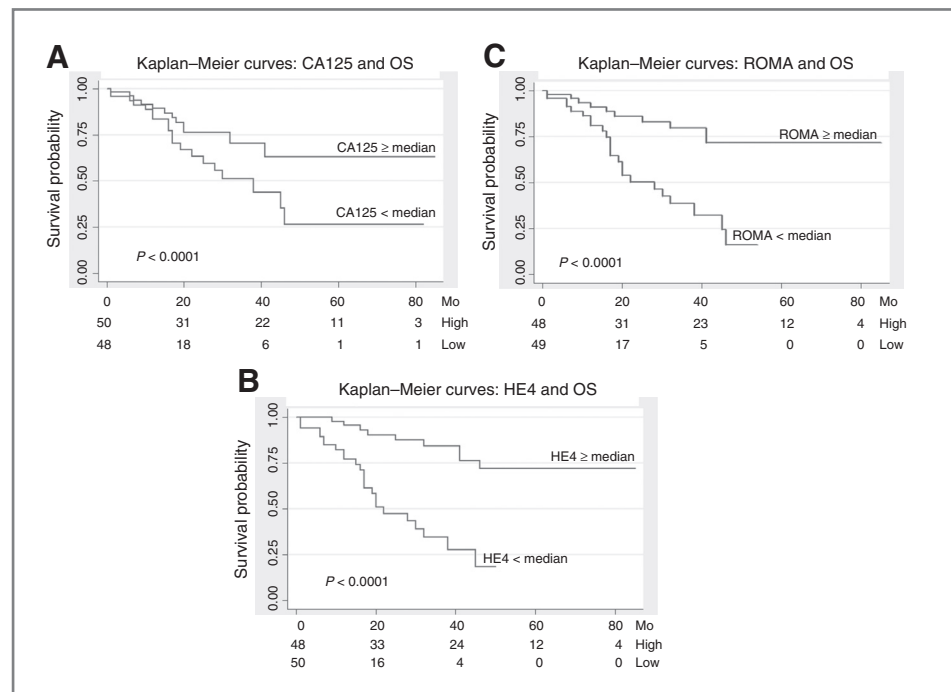 A
Kaplan–Meier curves: CA125 and OS
Survival probability
1.00
0.75
0.50
0.25
0.00
CA125 ≥ median
CA125 < median
P < 0.0001
0 20 40 60 80 Mo
50 31 22 11 3 High
48 18 6 1 1 Low
C
Kaplan–Meier curves: ROMA and OS
Survival probability
1.00
0.75
0.50
0.25
0.00
ROMA ≥ median
ROMA < median
P < 0.0001
0 20 40 60 80 Mo
48 31 23 12 4 High
49 17 5 0 0 Low
B
Kaplan–Meier curves: HE4 and OS
Survival probability
1.00
0.75
0.50
0.25
0.00
HE4 ≥ median
HE4 < median
P < 0.0001
0 20 40 60 80 Mo
48 33 24 12 4 High
50 16 4 0 0 Low